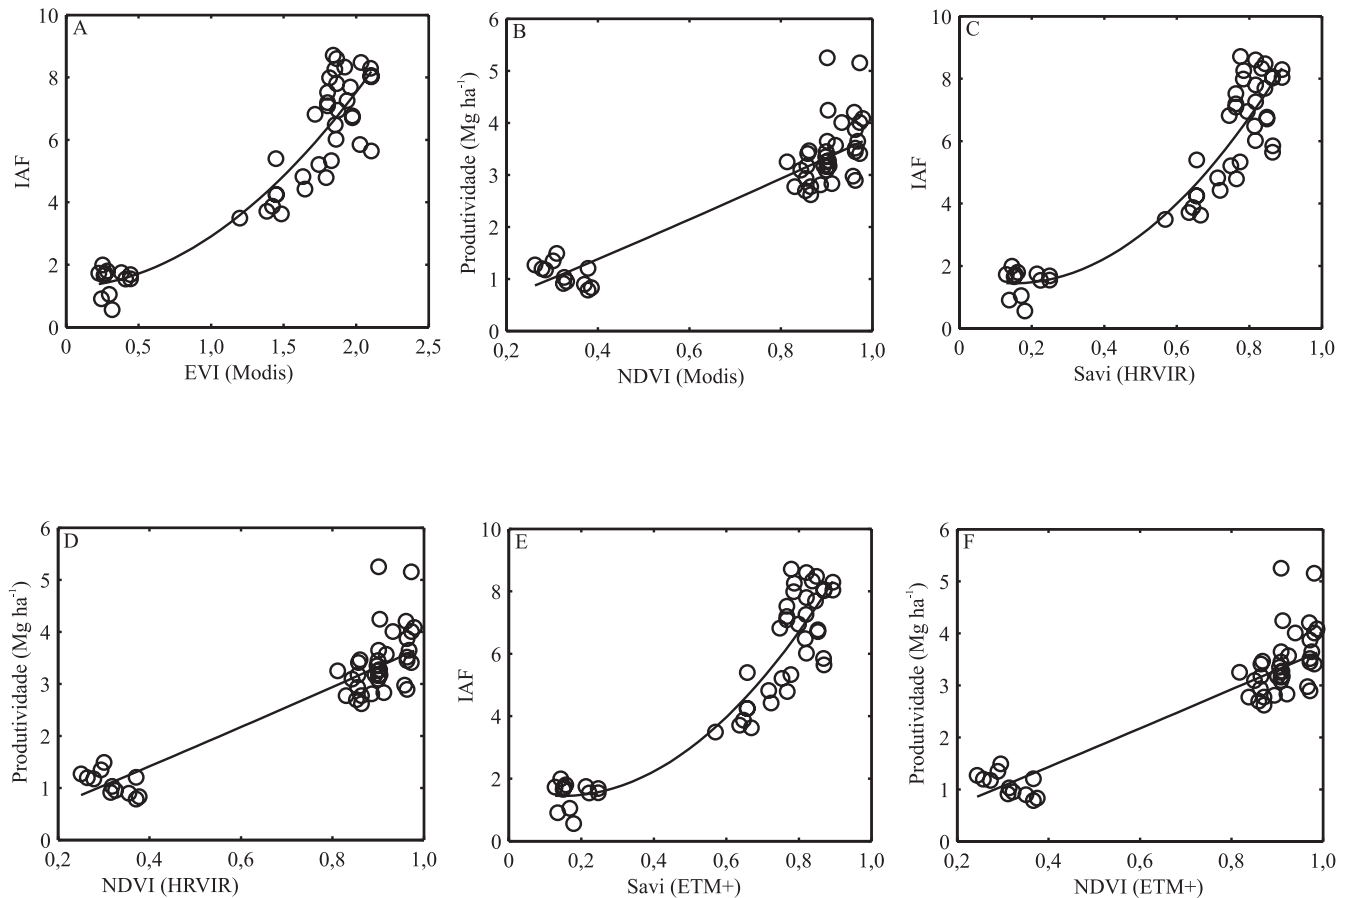 A
10
8
6
4
2
0
IAF
0 0,5 1,0 1,5 2,0 2,5
EVI (Modis)
B
6
5
4
3
2
1
0
Produtividade (Mg ha-1)
0,2 0,4 0,6 0,8 1,0
NDVI (Modis)
C
10
8
6
4
2
0
IAF
0 0,2 0,4 0,6 0,8 1,0
Savi (HRVIR)
D
6
5
4
3
2
1
0
Produtividade (Mg ha-1)
0,2 0,4 0,6 0,8 1,0
NDVI (HRVIR)
E
10
8
6
4
2
0
IAF
0 0,2 0,4 0,6 0,8 1,0
Savi (ETM+)
F
6
5
4
3
2
1
0
Produtividade (Mg ha-1)
0,2 0,4 0,6 0,8 1,0
NDVI (ETM+)